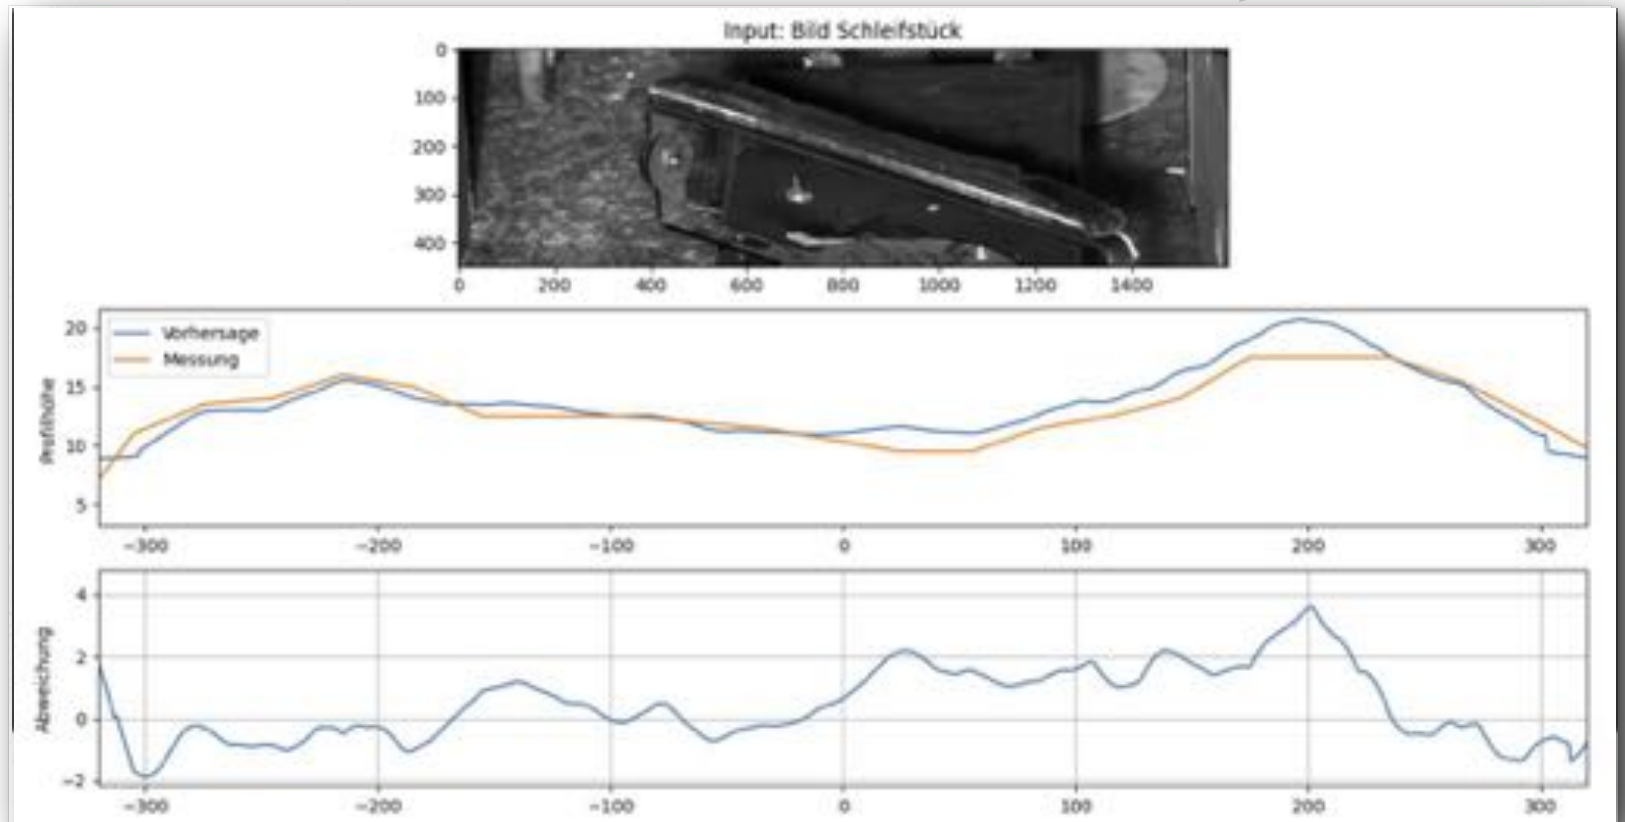 Input: Bild Schleifstück
0
100
200
300
400
0 200 400 600 800 1000 1200 1400
Vorhersage
Messung
Profilhöhe
20
15
10
5
−300 −200 −100 0 100 200 300
Abweichung
4
2
0
−2
−300 −200 −100 0 100 200 300